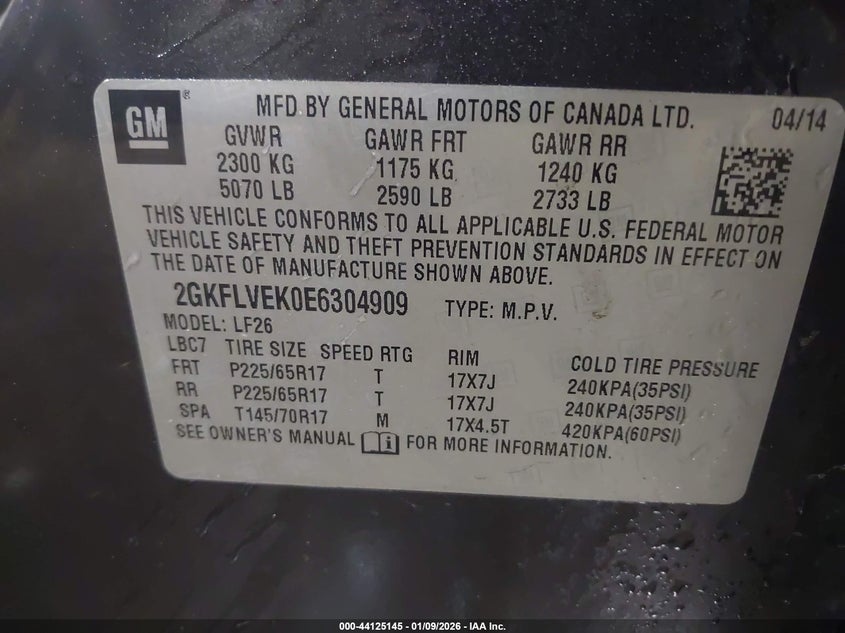 GM ®
MFD BY GENERAL MOTORS OF CANADA LTD. 04/14
GVWR GAWR FRT GAWR RR
2300 KG 1175 KG 1240 KG
5070 LB 2590 LB 2733 LB
THIS VEHICLE CONFORMS TO ALL APPLICABLE U.S. FEDERAL MOTOR
VEHICLE SAFETY AND THEFT PREVENTION STANDARDS IN EFFECT ON
THE DATE OF MANUFACTURE SHOWN ABOVE.
2GKFLVEK0E6304909 TYPE: M.P.V.
MODEL: LF26
LBC7 TIRE SIZE SPEED RTG RIM COLD TIRE PRESSURE
FRT P225/65R17 T 17X7J 240KPA(35PSI)
RR P225/65R17 T 17X7J 240KPA(35PSI)
SPA T145/70R17 M 17X4.5T 420KPA(60PSI)
SEE OWNER'S MANUAL FOR MORE INFORMATION.
000-44125145 - 01/09/2026 - IAA Inc.